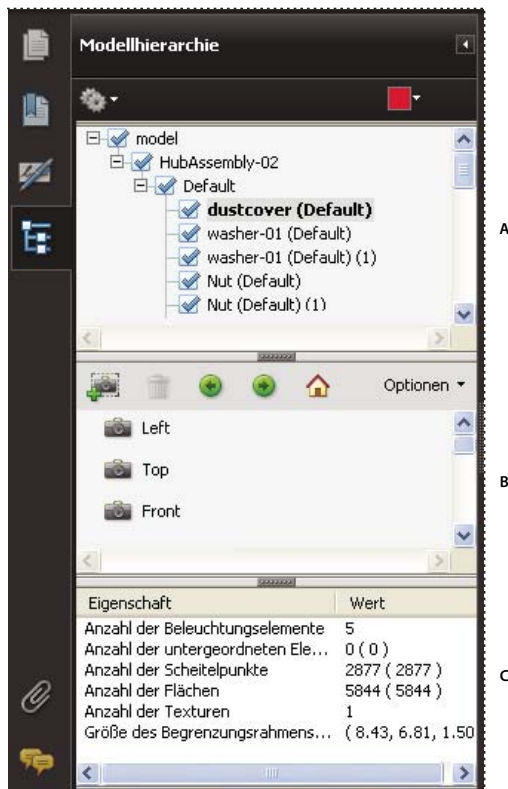 Modellhierarchie
model
HubAssembly-02
Default
dustcover (Default)
washer-01 (Default)
washer-01 (Default) (1)
Nut (Default)
Nut (Default) (1)
A
Optionen
Left
Top
Front
B
Eigenschaft Wert
Anzahl der Beleuchtungselemente 5
Anzahl der untergeordneten Ele... 0 ( 0 )
Anzahl der Scheitelpunkte 2877 ( 2877 )
Anzahl der Flächen 5844 ( 5844 )
Anzahl der Texturen 1
Größe des Begrenzungsrahmens... ( 8.43, 6.81, 1.50
C